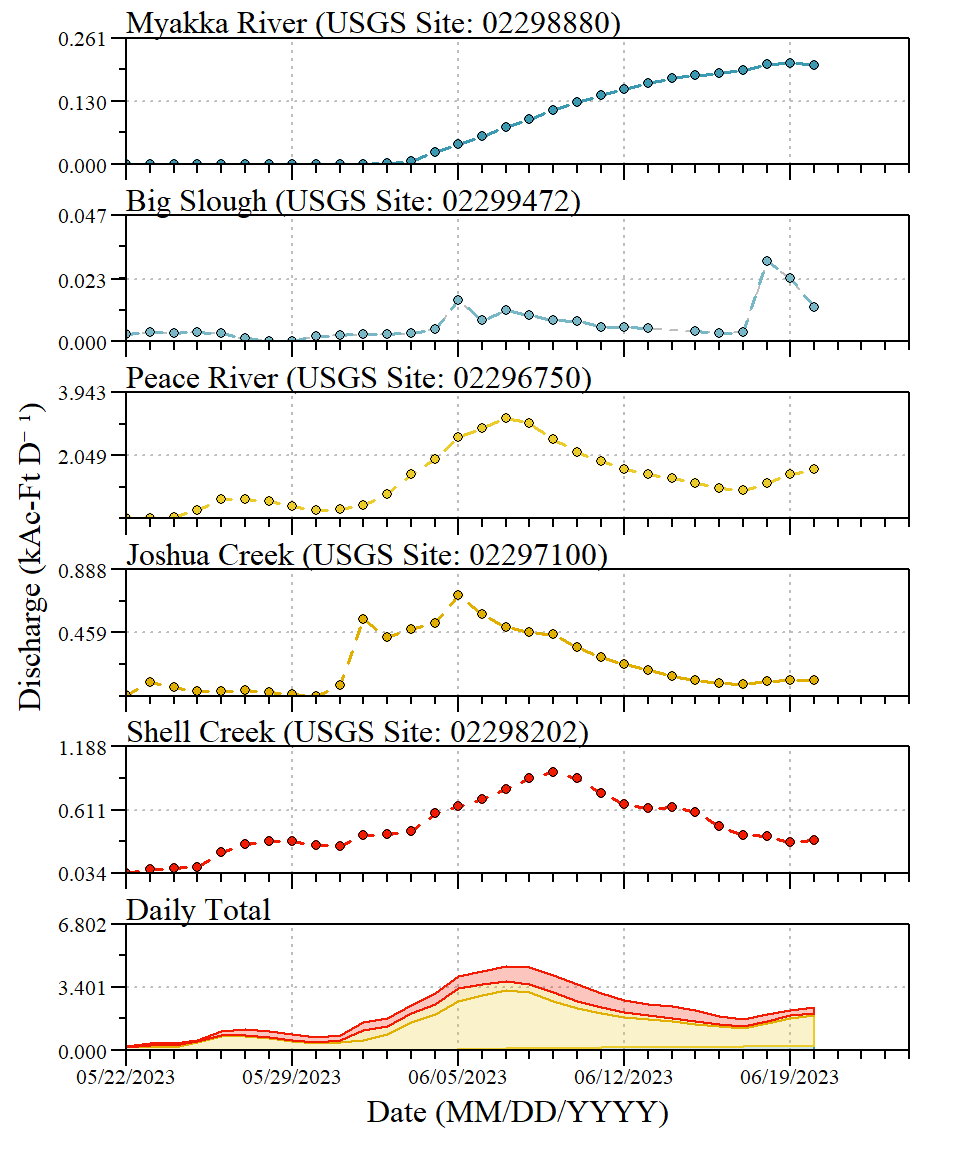 Myakka River (USGS Site: 02298880)
0.261
0.130
0.000
Big Slough (USGS Site: 02299472)
0.047
0.023
0.000
Peace River (USGS Site: 02296750)
3.943
2.049
Joshua Creek (USGS Site: 02297100)
0.888
0.459
Shell Creek (USGS Site: 02298202)
1.188
0.611
0.034
Daily Total
6.802
3.401
0.000
05/22/2023 05/29/2023 06/05/2023 06/12/2023 06/19/2023
Date (MM/DD/YYYY)
Discharge (kAc-Ft D⁻¹)